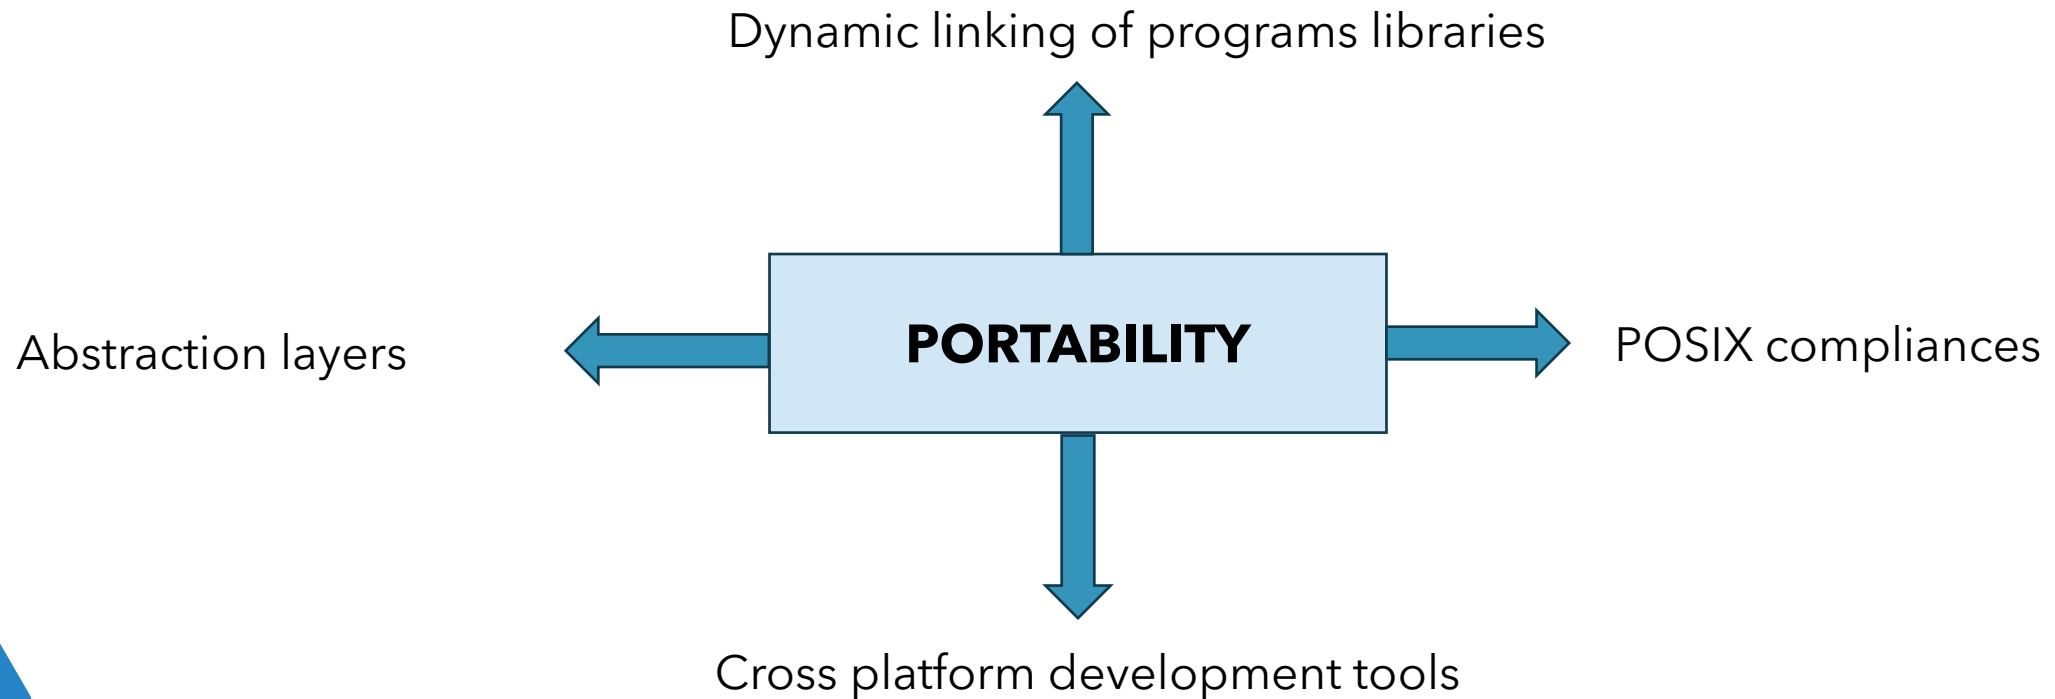 Dynamic linking of programs libraries
Abstraction layers
PORTABILITY
POSIX compliances
Cross platform development tools